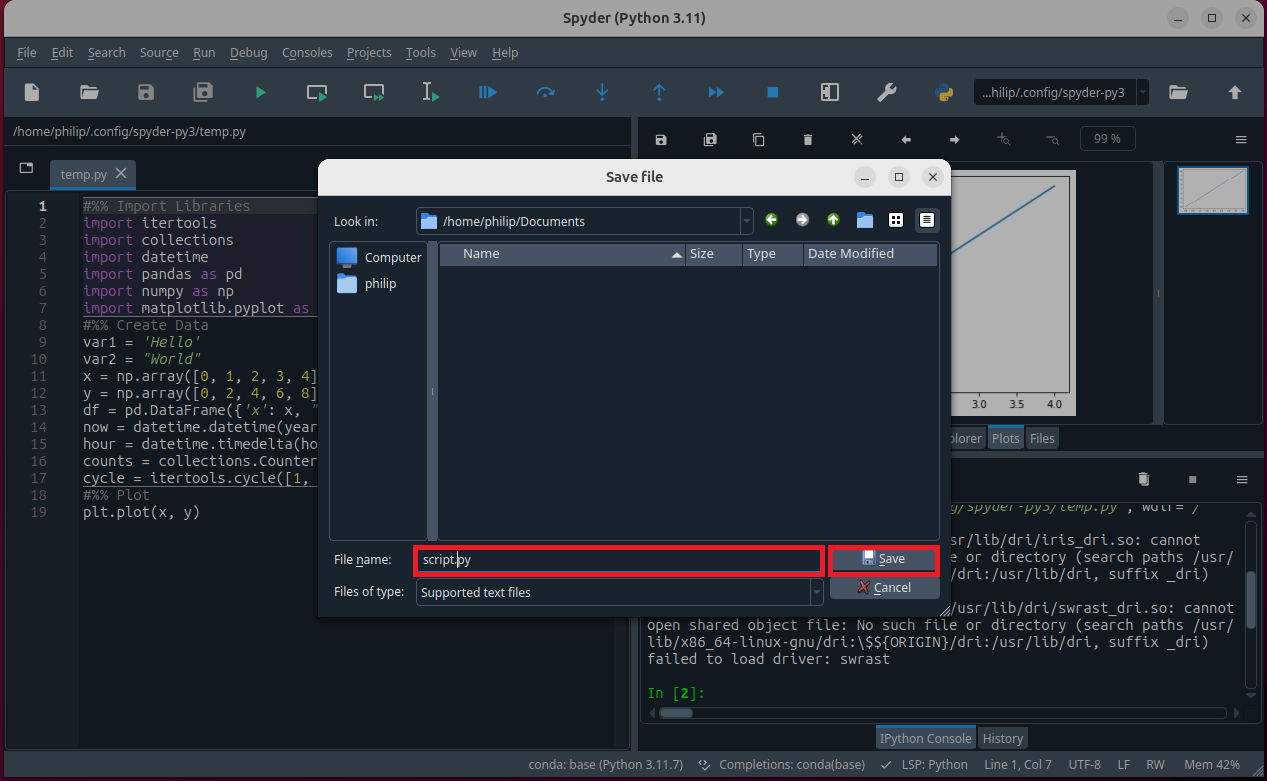 Spyder (Python 3.11)
File Edit Search Source Run Debug Consoles Projects Tools View Help
...hilip/.config/spyder-py3
/home/philip/.config/spyder-py3/temp.py
99 %
temp.py
1 #%% Import Libraries
2 import itertools
3 import collections
4 import datetime
5 import pandas as pd
6 import numpy as np
7 import matplotlib.pyplot as
8 #%% Create Data
9 var1 = 'Hello'
10 var2 = "World"
11 x = np.array([0, 1, 2, 3, 4]
12 y = np.array([0, 2, 4, 6, 8]
13 df = pd.DataFrame({'x': x, "
14 now = datetime.datetime(year
15 hour = datetime.timedelta(ho
16 counts = collections.Counter
17 cycle = itertools.cycle([1,
18 #%% Plot
19 plt.plot(x, y)
Save file
Look in: /home/philip/Documents
Computer
philip
Name Size Type Date Modified
File name: script.py Save
Files of type: Supported text files Cancel
3.0 3.5 4.0
plorer Plots Files
g/spyder-py3/temp.py', wdir='/
sr/lib/dri/iris_dri.so: cannot
e or directory (search paths /usr/
/dri:/usr/lib/dri, suffix _dri)
/usr/lib/dri/swrast_dri.so: cannot
open shared object file: No such file or directory (search paths /usr/
lib/x86_64-linux-gnu/dri:\$${ORIGIN}/dri:/usr/lib/dri, suffix _dri)
failed to load driver: swrast
In [2]:
IPython Console History
conda: base (Python 3.11.7) Completions: conda(base) LSP: Python Line 1, Col 7 UTF-8 LF RW Mem 42%